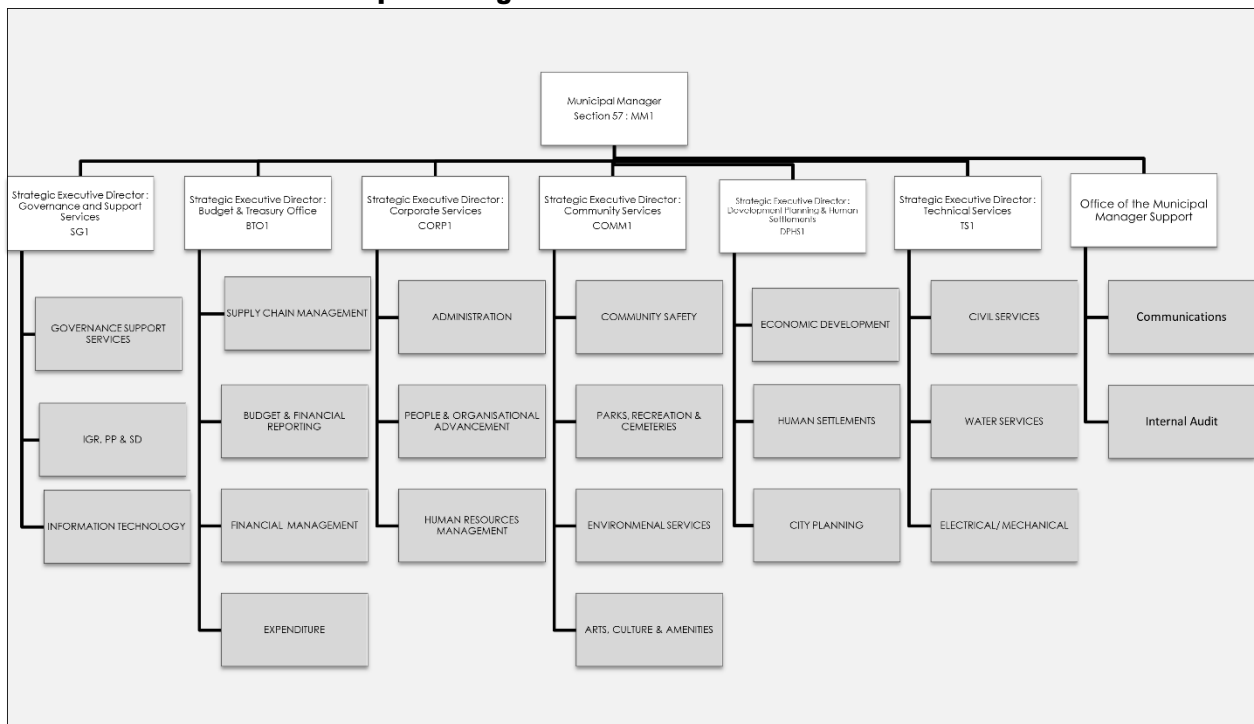 Municipal Manager
Section 57 : MM1
Strategic Executive Director :
Governance and Support
Services
SG1
Strategic Executive Director :
Budget & Treasury Office
BTO1
Strategic Executive Director :
Corporate Services
CORP1
Strategic Executive Director :
Community Services
COMM1
Strategic Executive Director :
Development Planning & Human
Settlements
DPHS1
Strategic Executive Director :
Technical Services
TS1
Office of the Municipal
Manager Support
GOVERNANCE SUPPORT
SERVICES
IGR, PP & SD
INFORMATION TECHNOLOGY
SUPPLY CHAIN MANAGEMENT
BUDGET & FINANCIAL
REPORTING
FINANCIAL MANAGEMENT
EXPENDITURE
ADMINISTRATION
PEOPLE & ORGANISATIONAL
ADVANCEMENT
HUMAN RESOURCES
MANAGEMENT
COMMUNITY SAFETY
PARKS, RECREATION &
CEMETERIES
ENVIRONMENAL SERVICES
ARTS, CULTURE & AMENITIES
ECONOMIC DEVELOPMENT
HUMAN SETTLEMENTS
CITY PLANNING
CIVIL SERVICES
WATER SERVICES
ELECTRICAL/ MECHANICAL
Communications
Internal Audit